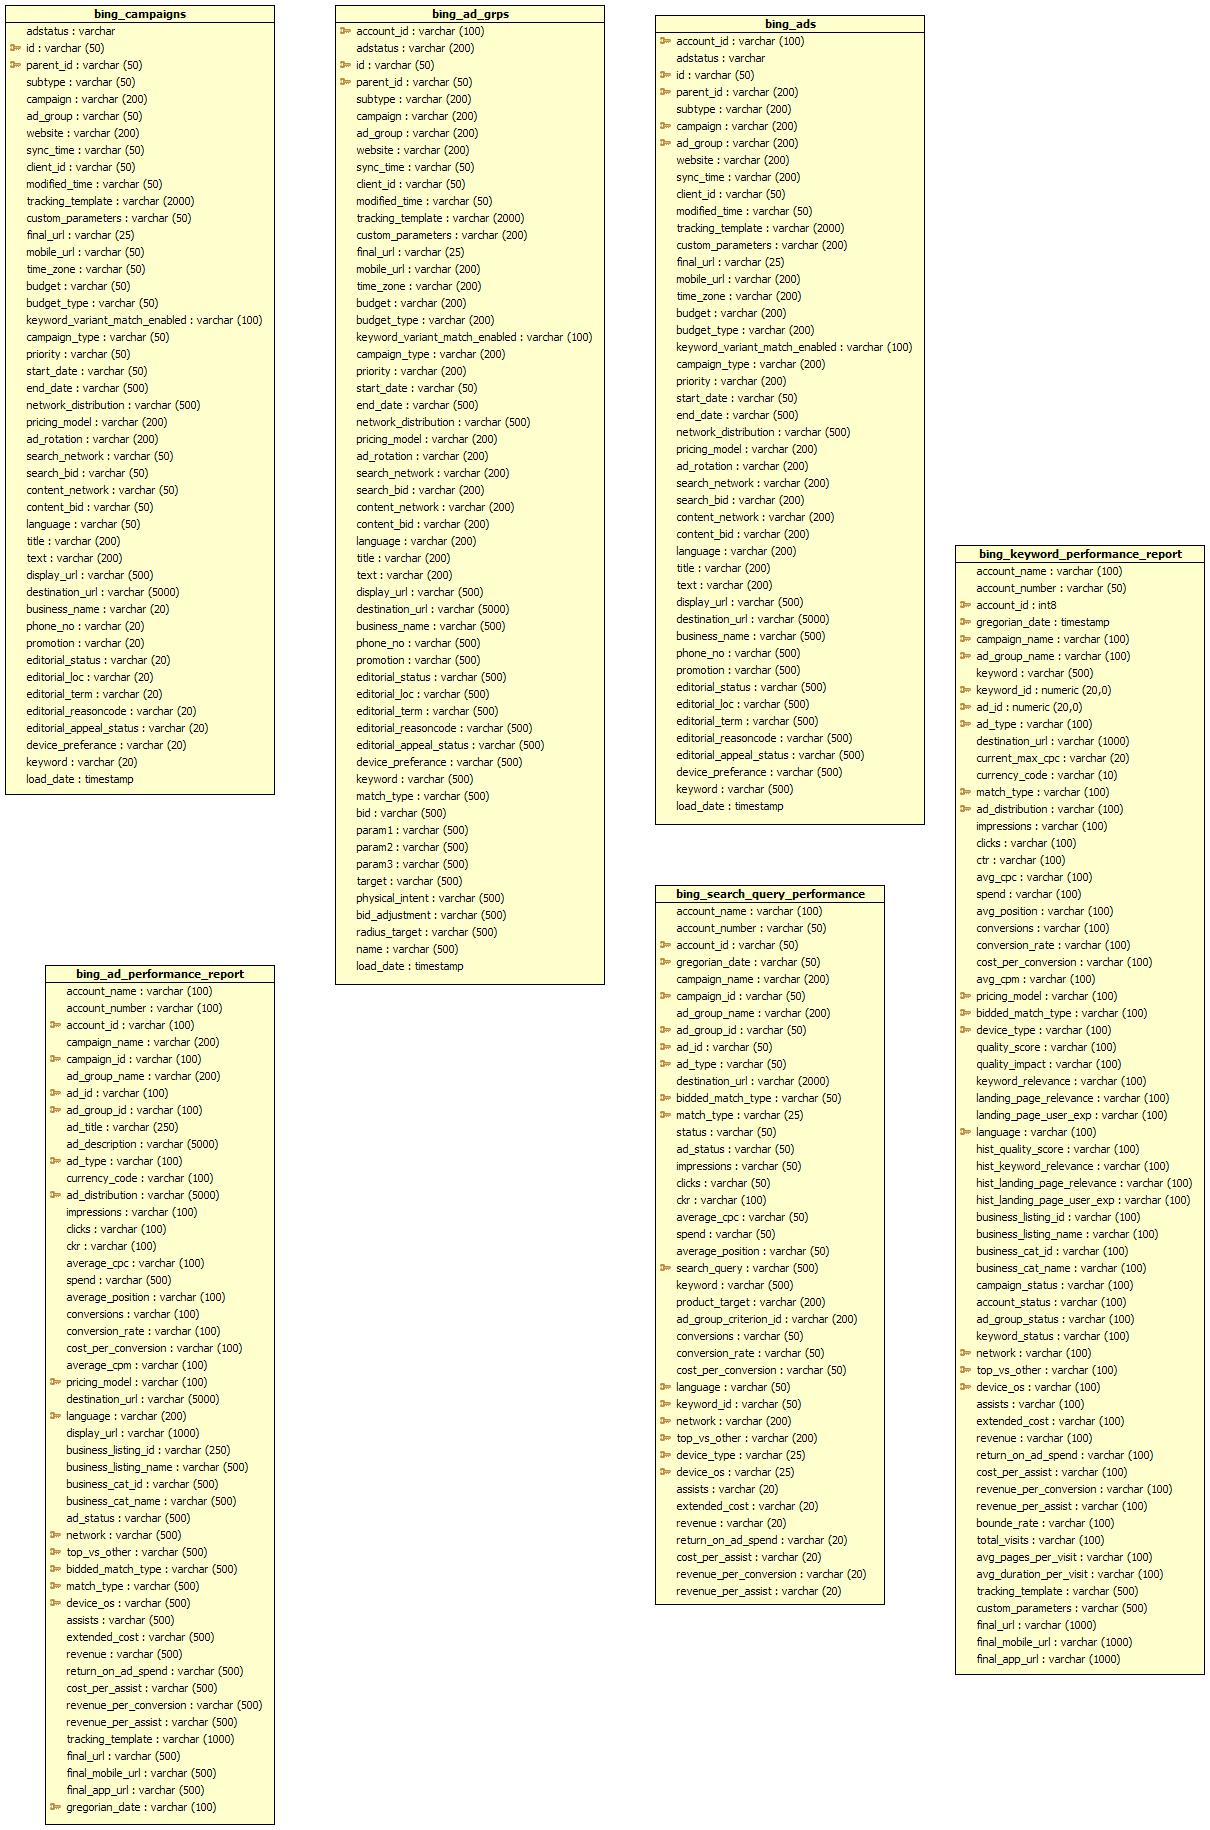 bing_campaigns
adstatus : varchar
id : varchar (50)
parent_id : varchar (50)
subtype : varchar (50)
campaign : varchar (200)
ad_group : varchar (50)
website : varchar (200)
sync_time : varchar (50)
client_id : varchar (50)
modified_time : varchar (50)
tracking_template : varchar (2000)
custom_parameters : varchar (50)
final_url : varchar (25)
mobile_url : varchar (50)
time_zone : varchar (50)
budget : varchar (50)
budget_type : varchar (50)
keyword_variant_match_enabled : varchar (100)
campaign_type : varchar (50)
priority : varchar (50)
start_date : varchar (50)
end_date : varchar (500)
network_distribution : varchar (500)
pricing_model : varchar (200)
ad_rotation : varchar (200)
search_network : varchar (50)
search_bid : varchar (50)
content_network : varchar (50)
content_bid : varchar (50)
language : varchar (50)
title : varchar (200)
text : varchar (200)
display_url : varchar (500)
destination_url : varchar (5000)
business_name : varchar (20)
phone_no : varchar (20)
promotion : varchar (20)
editorial_status : varchar (20)
editorial_loc : varchar (20)
editorial_term : varchar (20)
editorial_reasoncode : varchar (20)
editorial_appeal_status : varchar (20)
device_preferance : varchar (20)
keyword : varchar (20)
load_date : timestamp
bing_ad_grps
account_id : varchar (100)
adstatus : varchar (200)
id : varchar (50)
parent_id : varchar (50)
subtype : varchar (200)
campaign : varchar (200)
ad_group : varchar (200)
website : varchar (200)
sync_time : varchar (50)
client_id : varchar (50)
modified_time : varchar (50)
tracking_template : varchar (2000)
custom_parameters : varchar (200)
final_url : varchar (25)
mobile_url : varchar (200)
time_zone : varchar (200)
budget : varchar (200)
budget_type : varchar (200)
keyword_variant_match_enabled : varchar (100)
campaign_type : varchar (200)
priority : varchar (200)
start_date : varchar (50)
end_date : varchar (500)
network_distribution : varchar (500)
pricing_model : varchar (200)
ad_rotation : varchar (200)
search_network : varchar (200)
search_bid : varchar (200)
content_network : varchar (200)
content_bid : varchar (200)
language : varchar (200)
title : varchar (200)
text : varchar (200)
display_url : varchar (500)
destination_url : varchar (5000)
business_name : varchar (500)
phone_no : varchar (500)
promotion : varchar (500)
editorial_status : varchar (500)
editorial_loc : varchar (500)
editorial_term : varchar (500)
editorial_reasoncode : varchar (500)
editorial_appeal_status : varchar (500)
device_preferance : varchar (500)
keyword : varchar (500)
match_type : varchar (500)
bid : varchar (500)
param1 : varchar (500)
param2 : varchar (500)
param3 : varchar (500)
target : varchar (500)
physical_intent : varchar (500)
bid_adjustment : varchar (500)
radius_target : varchar (500)
name : varchar (500)
load_date : timestamp
bing_ads
account_id : varchar (100)
adstatus : varchar
id : varchar (50)
parent_id : varchar (200)
subtype : varchar (200)
campaign : varchar (200)
ad_group : varchar (200)
website : varchar (200)
sync_time : varchar (200)
client_id : varchar (50)
modified_time : varchar (50)
tracking_template : varchar (2000)
custom_parameters : varchar (200)
final_url : varchar (25)
mobile_url : varchar (200)
time_zone : varchar (200)
budget : varchar (200)
budget_type : varchar (200)
keyword_variant_match_enabled : varchar (100)
campaign_type : varchar (200)
priority : varchar (200)
start_date : varchar (50)
end_date : varchar (500)
network_distribution : varchar (500)
pricing_model : varchar (200)
ad_rotation : varchar (200)
search_network : varchar (200)
search_bid : varchar (200)
content_network : varchar (200)
content_bid : varchar (200)
language : varchar (200)
title : varchar (200)
text : varchar (200)
display_url : varchar (500)
destination_url : varchar (5000)
business_name : varchar (500)
phone_no : varchar (500)
promotion : varchar (500)
editorial_status : varchar (500)
editorial_loc : varchar (500)
editorial_term : varchar (500)
editorial_reasoncode : varchar (500)
editorial_appeal_status : varchar (500)
device_preferance : varchar (500)
keyword : varchar (500)
load_date : timestamp
bing_keyword_performance_report
account_name : varchar (100)
account_number : varchar (50)
account_id : int8
gregorian_date : timestamp
campaign_name : varchar (100)
ad_group_name : varchar (100)
keyword : varchar (500)
keyword_id : numeric (20,0)
ad_id : numeric (20,0)
ad_type : varchar (100)
destination_url : varchar (1000)
current_max_cpc : varchar (20)
currency_code : varchar (10)
match_type : varchar (100)
ad_distribution : varchar (100)
impressions : varchar (100)
clicks : varchar (100)
ctr : varchar (100)
avg_cpc : varchar (100)
spend : varchar (100)
avg_position : varchar (100)
conversions : varchar (100)
conversion_rate : varchar (100)
cost_per_conversion : varchar (100)
avg_cpm : varchar (100)
pricing_model : varchar (100)
bidded_match_type : varchar (100)
device_type : varchar (100)
quality_score : varchar (100)
quality_impact : varchar (100)
keyword_relevance : varchar (100)
landing_page_relevance : varchar (100)
landing_page_user_exp : varchar (100)
language : varchar (100)
hist_quality_score : varchar (100)
hist_keyword_relevance : varchar (100)
hist_landing_page_relevance : varchar (100)
hist_landing_page_user_exp : varchar (100)
business_listing_id : varchar (100)
business_listing_name : varchar (100)
business_cat_id : varchar (100)
business_cat_name : varchar (100)
campaign_status : varchar (100)
account_status : varchar (100)
ad_group_status : varchar (100)
keyword_status : varchar (100)
network : varchar (100)
top_vs_other : varchar (100)
device_os : varchar (100)
assists : varchar (100)
extended_cost : varchar (100)
revenue : varchar (100)
return_on_ad_spend : varchar (100)
cost_per_assist : varchar (100)
revenue_per_conversion : varchar (100)
revenue_per_assist : varchar (100)
bounde_rate : varchar (100)
total_visits : varchar (100)
avg_pages_per_visit : varchar (100)
avg_duration_per_visit : varchar (100)
tracking_template : varchar (500)
custom_parameters : varchar (500)
final_url : varchar (1000)
final_mobile_url : varchar (1000)
final_app_url : varchar (1000)
bing_search_query_performance
account_name : varchar (100)
account_number : varchar (50)
account_id : varchar (50)
gregorian_date : varchar (50)
campaign_name : varchar (200)
campaign_id : varchar (50)
ad_group_name : varchar (200)
ad_group_id : varchar (50)
ad_id : varchar (50)
ad_type : varchar (50)
destination_url : varchar (2000)
bidded_match_type : varchar (50)
match_type : varchar (25)
status : varchar (50)
ad_status : varchar (50)
impressions : varchar (50)
clicks : varchar (50)
ckr : varchar (100)
average_cpc : varchar (50)
spend : varchar (50)
average_position : varchar (50)
search_query : varchar (500)
keyword : varchar (500)
product_target : varchar (200)
ad_group_criterion_id : varchar (200)
conversions : varchar (50)
conversion_rate : varchar (50)
cost_per_conversion : varchar (50)
language : varchar (50)
keyword_id : varchar (50)
network : varchar (200)
top_vs_other : varchar (200)
device_type : varchar (25)
device_os : varchar (25)
assists : varchar (20)
extended_cost : varchar (20)
revenue : varchar (20)
return_on_ad_spend : varchar (20)
cost_per_assist : varchar (20)
revenue_per_conversion : varchar (20)
revenue_per_assist : varchar (20)
bing_ad_performance_report
account_name : varchar (100)
account_number : varchar (100)
account_id : varchar (100)
campaign_name : varchar (200)
campaign_id : varchar (100)
ad_group_name : varchar (200)
ad_id : varchar (100)
ad_group_id : varchar (100)
ad_title : varchar (250)
ad_description : varchar (5000)
ad_type : varchar (100)
currency_code : varchar (100)
ad_distribution : varchar (5000)
impressions : varchar (100)
clicks : varchar (100)
ckr : varchar (100)
average_cpc : varchar (100)
spend : varchar (500)
average_position : varchar (100)
conversions : varchar (100)
conversion_rate : varchar (100)
cost_per_conversion : varchar (100)
average_cpm : varchar (100)
pricing_model : varchar (100)
destination_url : varchar (5000)
language : varchar (200)
display_url : varchar (1000)
business_listing_id : varchar (250)
business_listing_name : varchar (500)
business_cat_id : varchar (500)
business_cat_name : varchar (500)
ad_status : varchar (500)
network : varchar (500)
top_vs_other : varchar (500)
bidded_match_type : varchar (500)
match_type : varchar (500)
device_os : varchar (500)
assists : varchar (500)
extended_cost : varchar (500)
revenue : varchar (500)
return_on_ad_spend : varchar (500)
cost_per_assist : varchar (500)
revenue_per_conversion : varchar (500)
revenue_per_assist : varchar (500)
tracking_template : varchar (1000)
final_url : varchar (500)
final_mobile_url : varchar (500)
final_app_url : varchar (500)
gregorian_date : varchar (100)